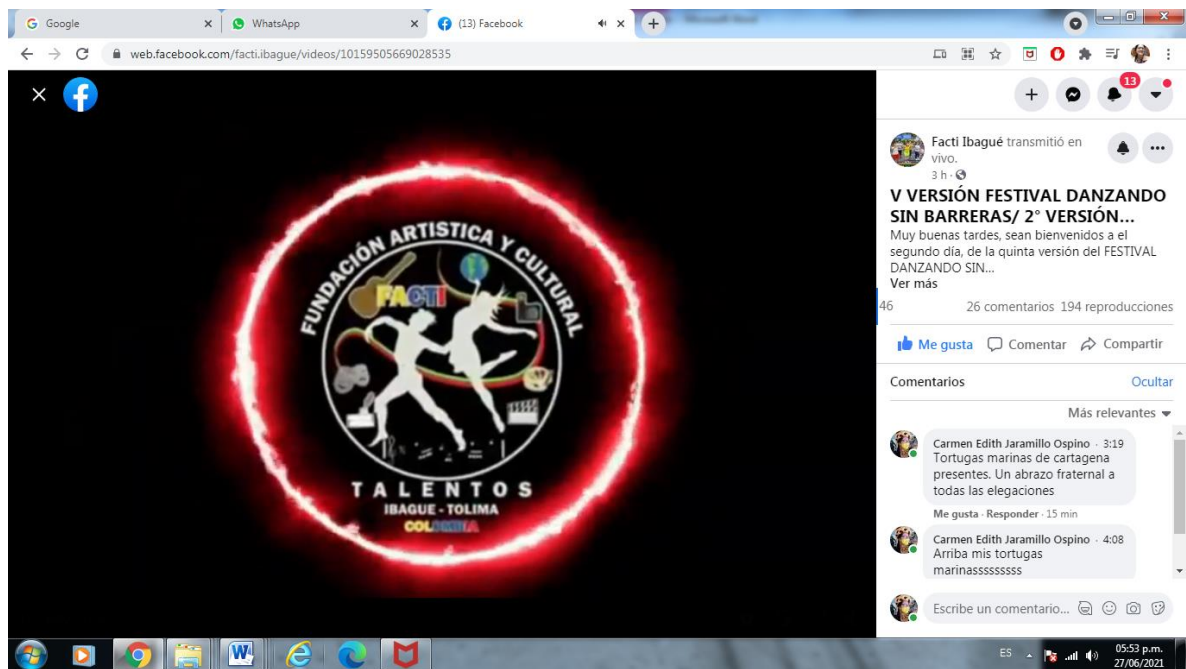 Google
WhatsApp
(13) Facebook
web.facebook.com/facti.ibague/videos/10159505669028535
FUNDACIÓN ARTISTICA Y CULTURAL
FACTI
TALENTOS
IBAGUE - TOLIMA
COLOMBIA
13
Facti Ibagué transmitió en
vivo.
3 h ·
V VERSIÓN FESTIVAL DANZANDO
SIN BARRERAS/ 2° VERSIÓN...
Muy buenas tardes, sean bienvenidos a el
segundo día, de la quinta versión del FESTIVAL
DANZANDO SIN...
Ver más
46 26 comentarios 194 reproducciones
Me gusta Comentar Compartir
Comentarios Ocultar
Más relevantes
Carmen Edith Jaramillo Ospino · 3:19
Tortugas marinas de cartagena
presentes. Un abrazo fraternal a
todas las elegaciones
Me gusta · Responder · 15 min
Carmen Edith Jaramillo Ospino · 4:08
Arriba mis tortugas
marinasssssssss
Escribe un comentario...
ES
05:53 p.m.
27/06/2021